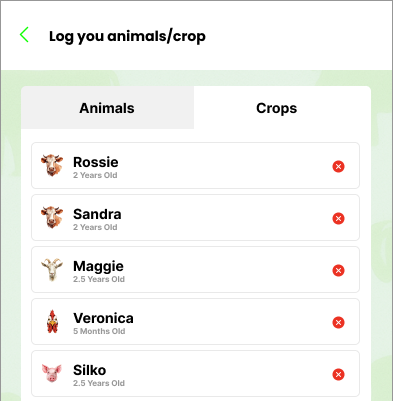 Log you animals/crop
Animals
Crops
Rossie
2 Years Old
Sandra
2 Years Old
Maggie
2.5 Years Old
Veronica
5 Months Old
Silko
2.5 Years Old